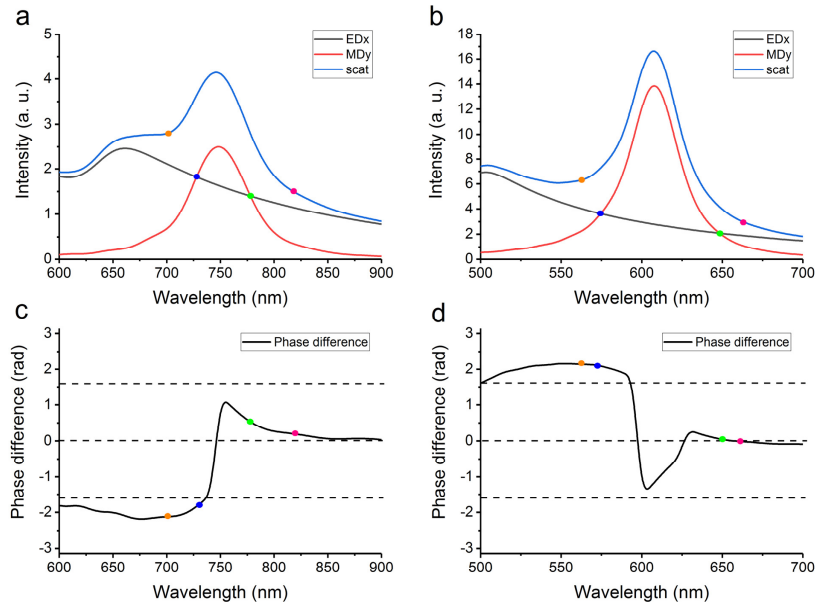 a
EDx
MDy
scat
Intensity (a. u.)
5
4
3
2
1
0
600 650 700 750 800 850 900
Wavelength (nm)
b
EDx
MDy
scat
Intensity (a. u.)
18
16
14
12
10
8
6
4
2
0
500 550 600 650 700
Wavelength (nm)
c
Phase difference
Phase difference (rad)
3
2
1
0
-1
-2
-3
600 650 700 750 800 850 900
Wavelength (nm)
d
Phase difference
Phase difference (rad)
3
2
1
0
-1
-2
-3
500 550 600 650 700
Wavelength (nm)